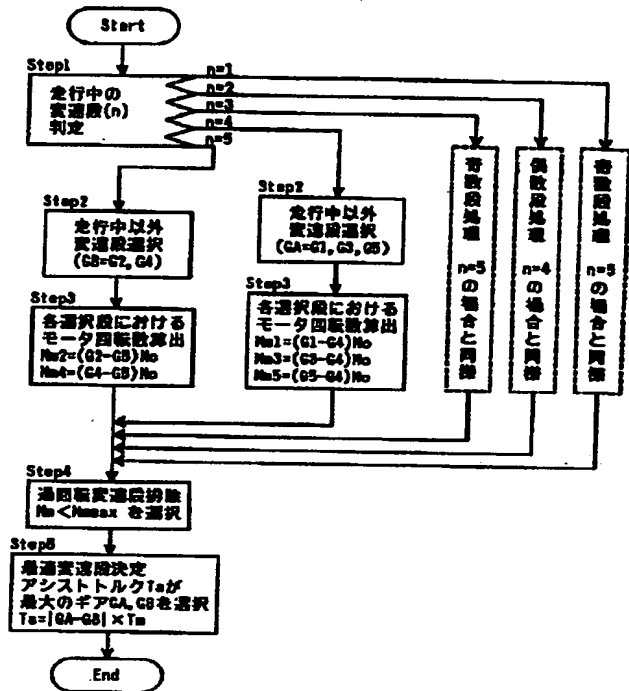 Start
Step1
走行中の
変速段(n)
判定
n=1
n=2
n=3
n=4
n=5
Step2
走行中以外
変速段選択
(GB=G2,G4)
Step2
走行中以外
変速段選択
(GA=G1,G3,G5)
Step3
各選択段における
モータ回転数算出
Nm2=(G2-G5)No
Nm4=(G4-G5)No
Step3
各選択段における
モータ回転数算出
Nm1=(G1-G4)No
Nm3=(G3-G4)No
Nm5=(G5-G4)No
奇数段処理 n=5の場合と同様
偶数段処理 n=4の場合と同様
奇数段処理 n=5の場合と同様
Step4
過回転変速段排除
Nm<Nmmax を選択
Step5
最適変速段決定
アシストトルクTaが
最大のギアGA,GBを選択
Ta=|GA-GB|×Tm
End